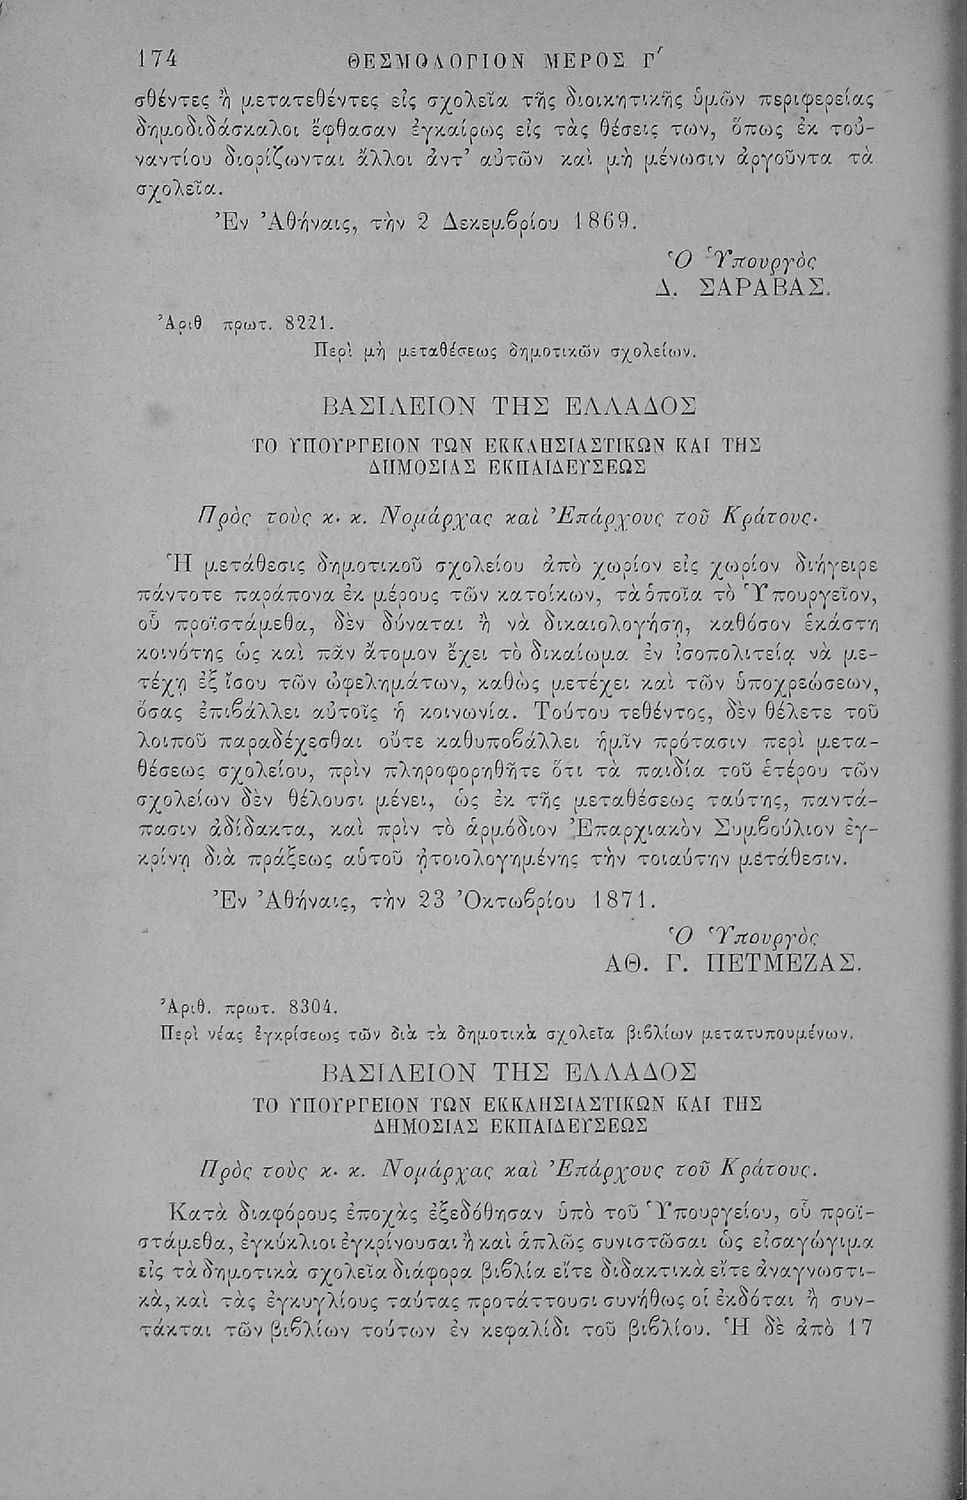 174 ΘΕΣΜΟΛΟΓΙΟΝ ΜΕΡΟΣ Γ′
σθέντες ἢ μετατεθέντες εἰς σχολεῖα τῆς διοικητικῆς ὑμῶν περιφερείας
δημοδιδάσκαλοι ἔφθασαν ἐγκαίρως εἰς τὰς θέσεις των, ὅπως ἐκ τοὐ-
ναντίου διορίζωνται ἄλλοι ἀντ’ αὐτῶν καὶ μὴ μένωσιν ἀργοῦντα τὰ
σχολεῖα.
Ἐν Ἀθήναις, τὴν 2 Δεκεμβρίου 1869.
Ὁ Ὑπουργὸς
Δ. ΣΑΡΑΒΑΣ.
Ἀριθ πρωτ. 8221.
Περὶ μὴ μεταθέσεως δημοτικῶν σχολείων.
ΒΑΣΙΛΕΙΟΝ ΤΗΣ ΕΛΛΑΔΟΣ
ΤΟ ΥΠΟΥΡΓΕΙΟΝ ΤΩΝ ΕΚΚΛΗΣΙΑΣΤΙΚΩΝ ΚΑΙ ΤΗΣ
ΔΗΜΟΣΙΑΣ ΕΚΠΑΙΔΕΥΣΕΩΣ
Πρὸς τοὺς κ. κ. Νομάρχας καὶ Ἐπάρχους τοῦ Κράτους.
Ἡ μετάθεσις δημοτικοῦ σχολείου ἀπὸ χωρίον εἰς χωρίον διήγειρε
πάντοτε παράπονα ἐκ μέρους τῶν κατοίκων, τὰ ὁποῖα τὸ Ὑπουργεῖον,
οὗ προϊστάμεθα, δὲν δύναται ἢ νὰ δικαιολογήσῃ, καθόσον ἑκάστη
κοινότης ὡς καὶ πᾶν ἄτομον ἔχει τὸ δικαίωμα ἐν ἰσοπολιτείᾳ νὰ με-
τέχῃ ἐξ ἴσου τῶν ὠφελημάτων, καθὼς μετέχει καὶ τῶν ὑποχρεώσεων,
ὅσας ἐπιβάλλει αὐτοῖς ἡ κοινωνία. Τούτου τεθέντος, δὲν θέλετε τοῦ
λοιποῦ παραδέχεσθαι οὔτε καθυποβάλλει ἡμῖν πρότασιν περὶ μετα-
θέσεως σχολείου, πρὶν πληροφορηθῆτε ὅτι τὰ παιδία τοῦ ἑτέρου τῶν
σχολείων δὲν θέλουσι μένει, ὡς ἐκ τῆς μεταθέσεως ταύτης, παντά-
πασιν ἀδίδακτα, καὶ πρὶν τὸ ἁρμόδιον Ἐπαρχιακὸν Συμβούλιον ἐγ-
κρίνῃ διὰ πράξεως αὑτοῦ ᾐτοιολογημένης τὴν τοιαύτην μετάθεσιν.
Ἐν Ἀθήναις, τὴν 23 Ὀκτωβρίου 1871.
Ὁ Ὑπουργὸς
ΑΘ. Γ. ΠΕΤΜΕΖΑΣ.
Ἀριθ. πρωτ. 8304.
Περὶ νέας ἐγκρίσεως τῶν διὰ τὰ δημοτικὰ σχολεῖα βιβλίων μετατυπουμένων.
ΒΑΣΙΛΕΙΟΝ ΤΗΣ ΕΛΛΑΔΟΣ
ΤΟ ΥΠΟΥΡΓΕΙΟΝ ΤΩΝ ΕΚΚΛΗΣΙΑΣΤΙΚΩΝ ΚΑΙ ΤΗΣ
ΔΗΜΟΣΙΑΣ ΕΚΠΑΙΔΕΥΣΕΩΣ
Πρὸς τοὺς κ. κ. Νομάρχας καὶ Ἐπάρχους τοῦ Κράτους.
Κατὰ διαφόρους ἐποχὰς ἐξεδόθησαν ὑπὸ τοῦ Ὑπουργείου, οὗ προϊ-
στάμεθα, ἐγκύκλιοι ἐγκρίνουσαι ἢ καὶ ἁπλῶς συνιστῶσαι ὡς εἰσαγώγιμα
εἰς τὰ δημοτικὰ σχολεῖα διάφορα βιβλία εἴτε διδακτικὰ εἴτε ἀναγνωστι-
κὰ, καὶ τὰς ἐγκυγλίους ταύτας προτάττουσι συνήθως οἱ ἐκδόται ἢ συν-
τάκται τῶν βιβλίων τούτων ἐν κεφαλίδι τοῦ βιβλίου. Ἡ δὲ ἀπὸ 17